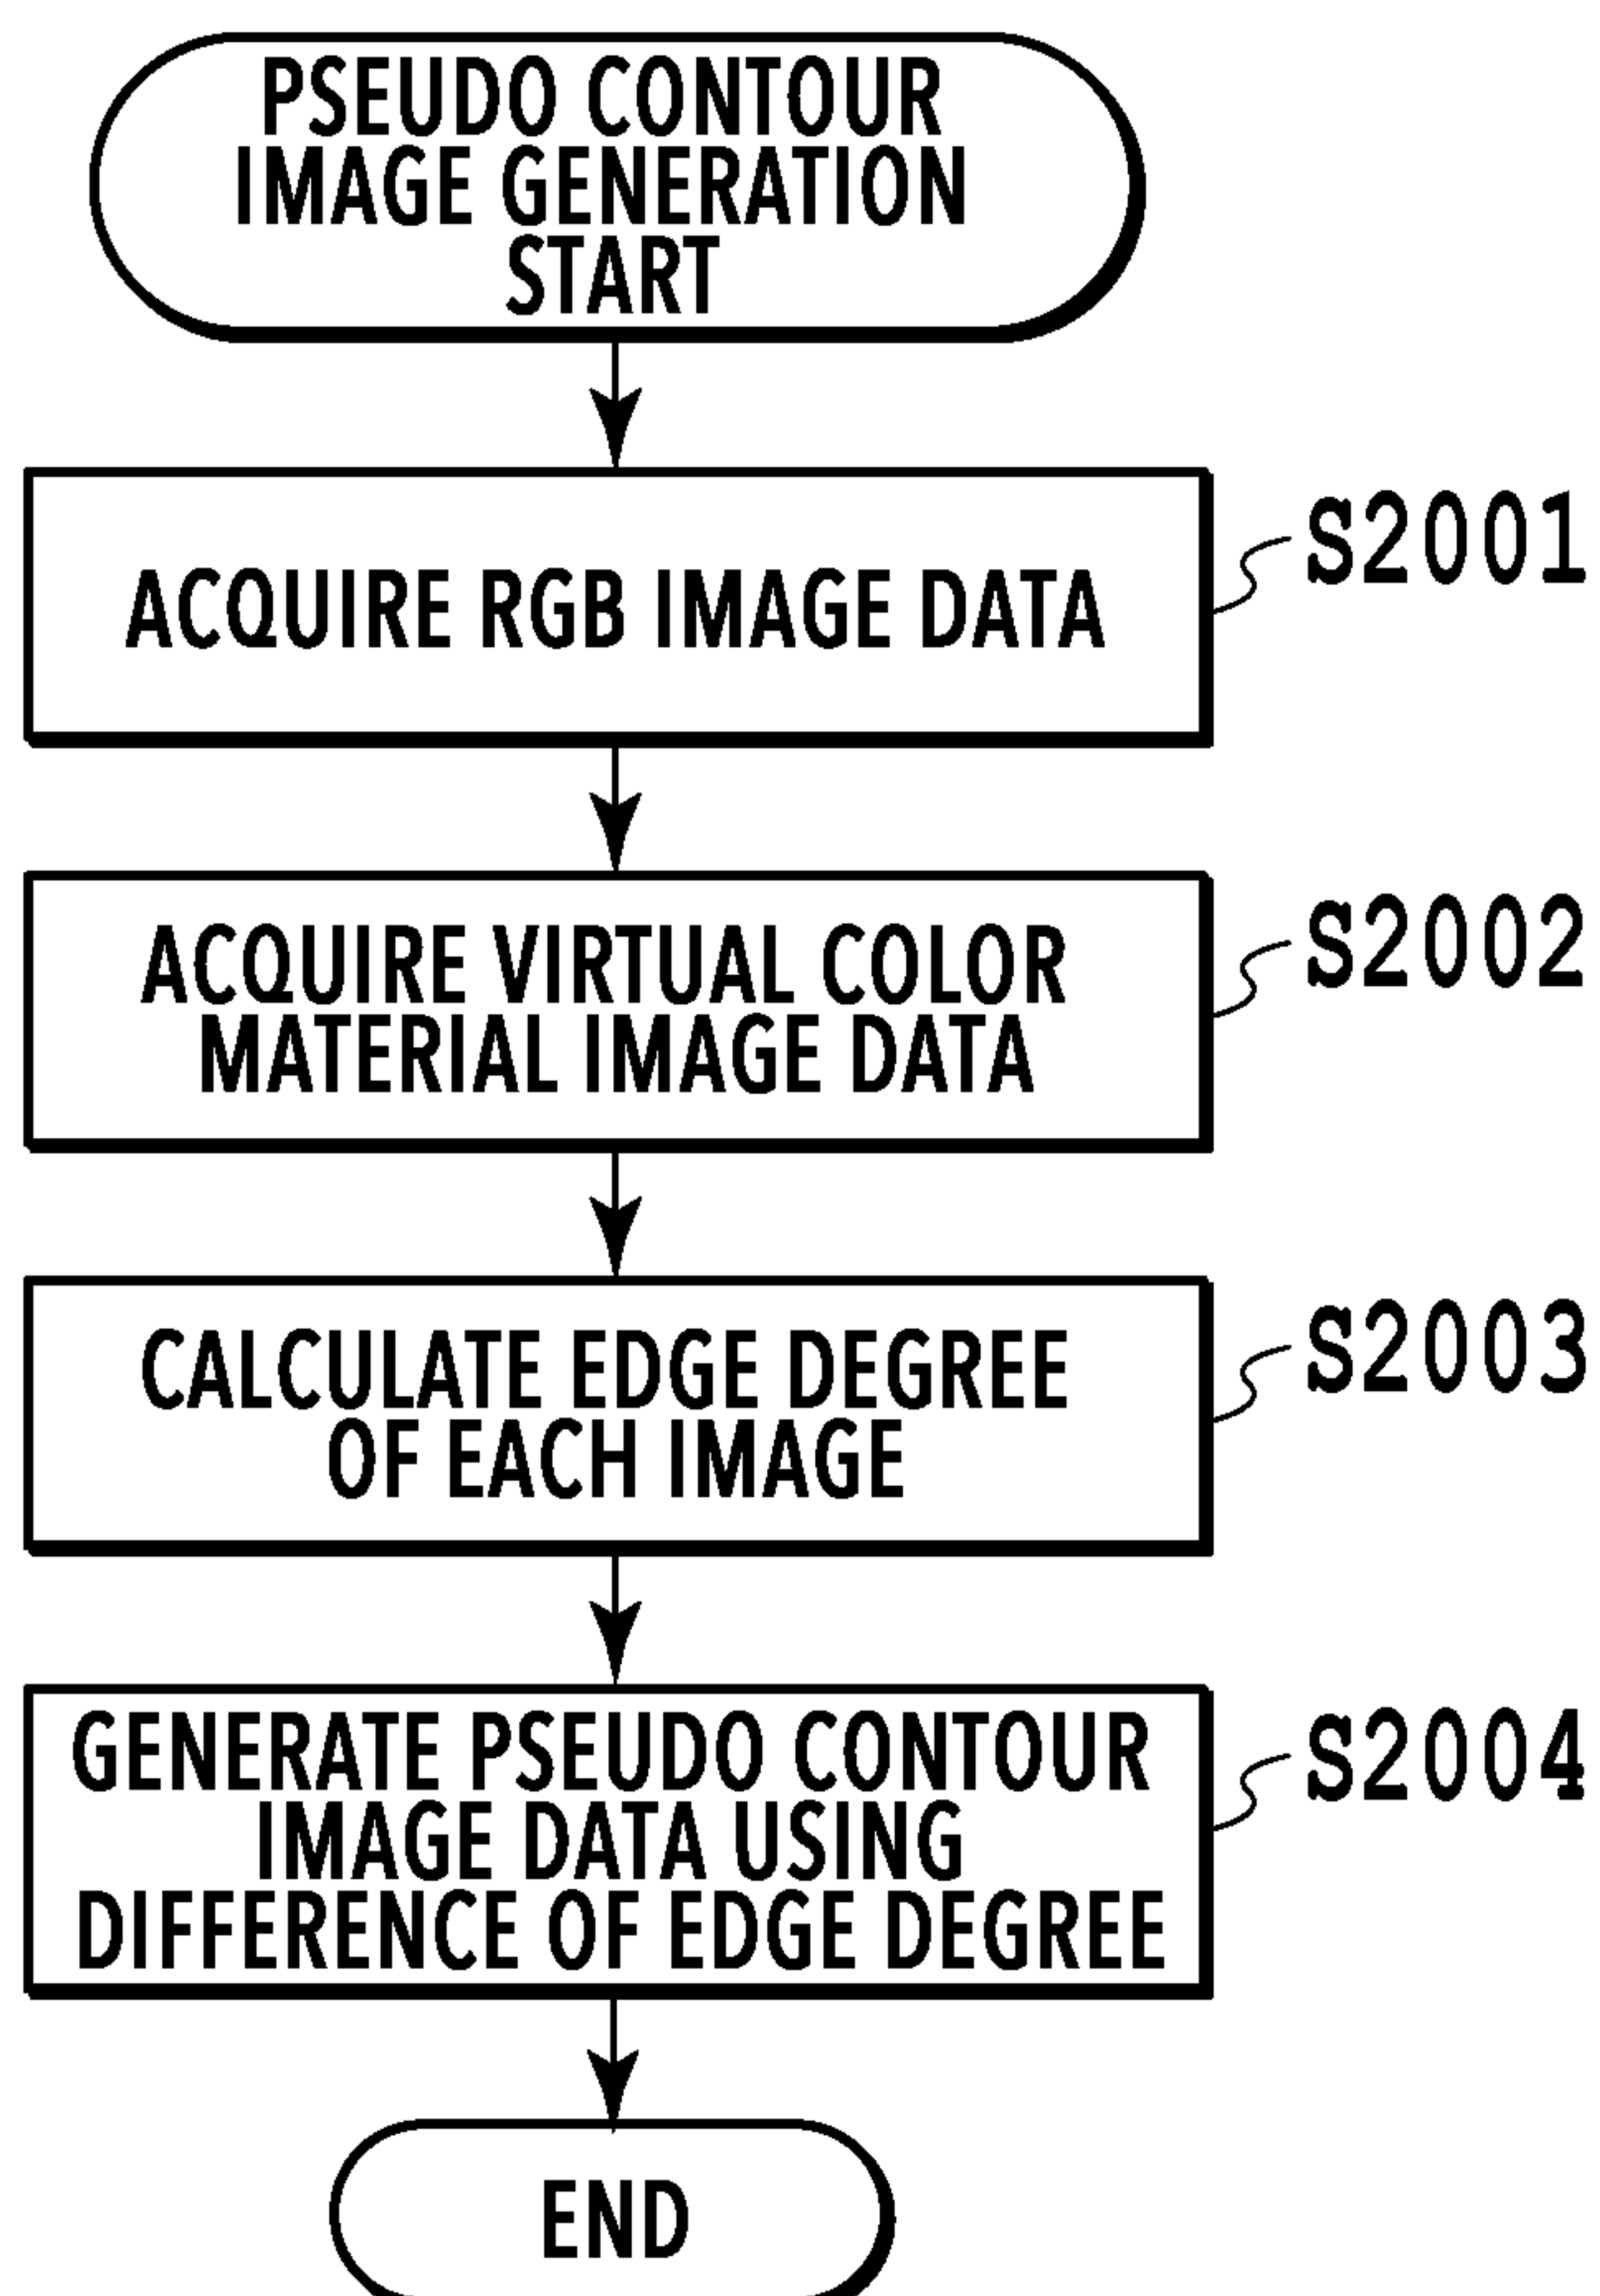 PSEUDO CONTOUR
IMAGE GENERATION
START
ACQUIRE RGB IMAGE DATA
S2001
ACQUIRE VIRTUAL COLOR
MATERIAL IMAGE DATA
S2002
CALCULATE EDGE DEGREE
OF EACH IMAGE
S2003
GENERATE PSEUDO CONTOUR
IMAGE DATA USING
DIFFERENCE OF EDGE DEGREE
S2004
END